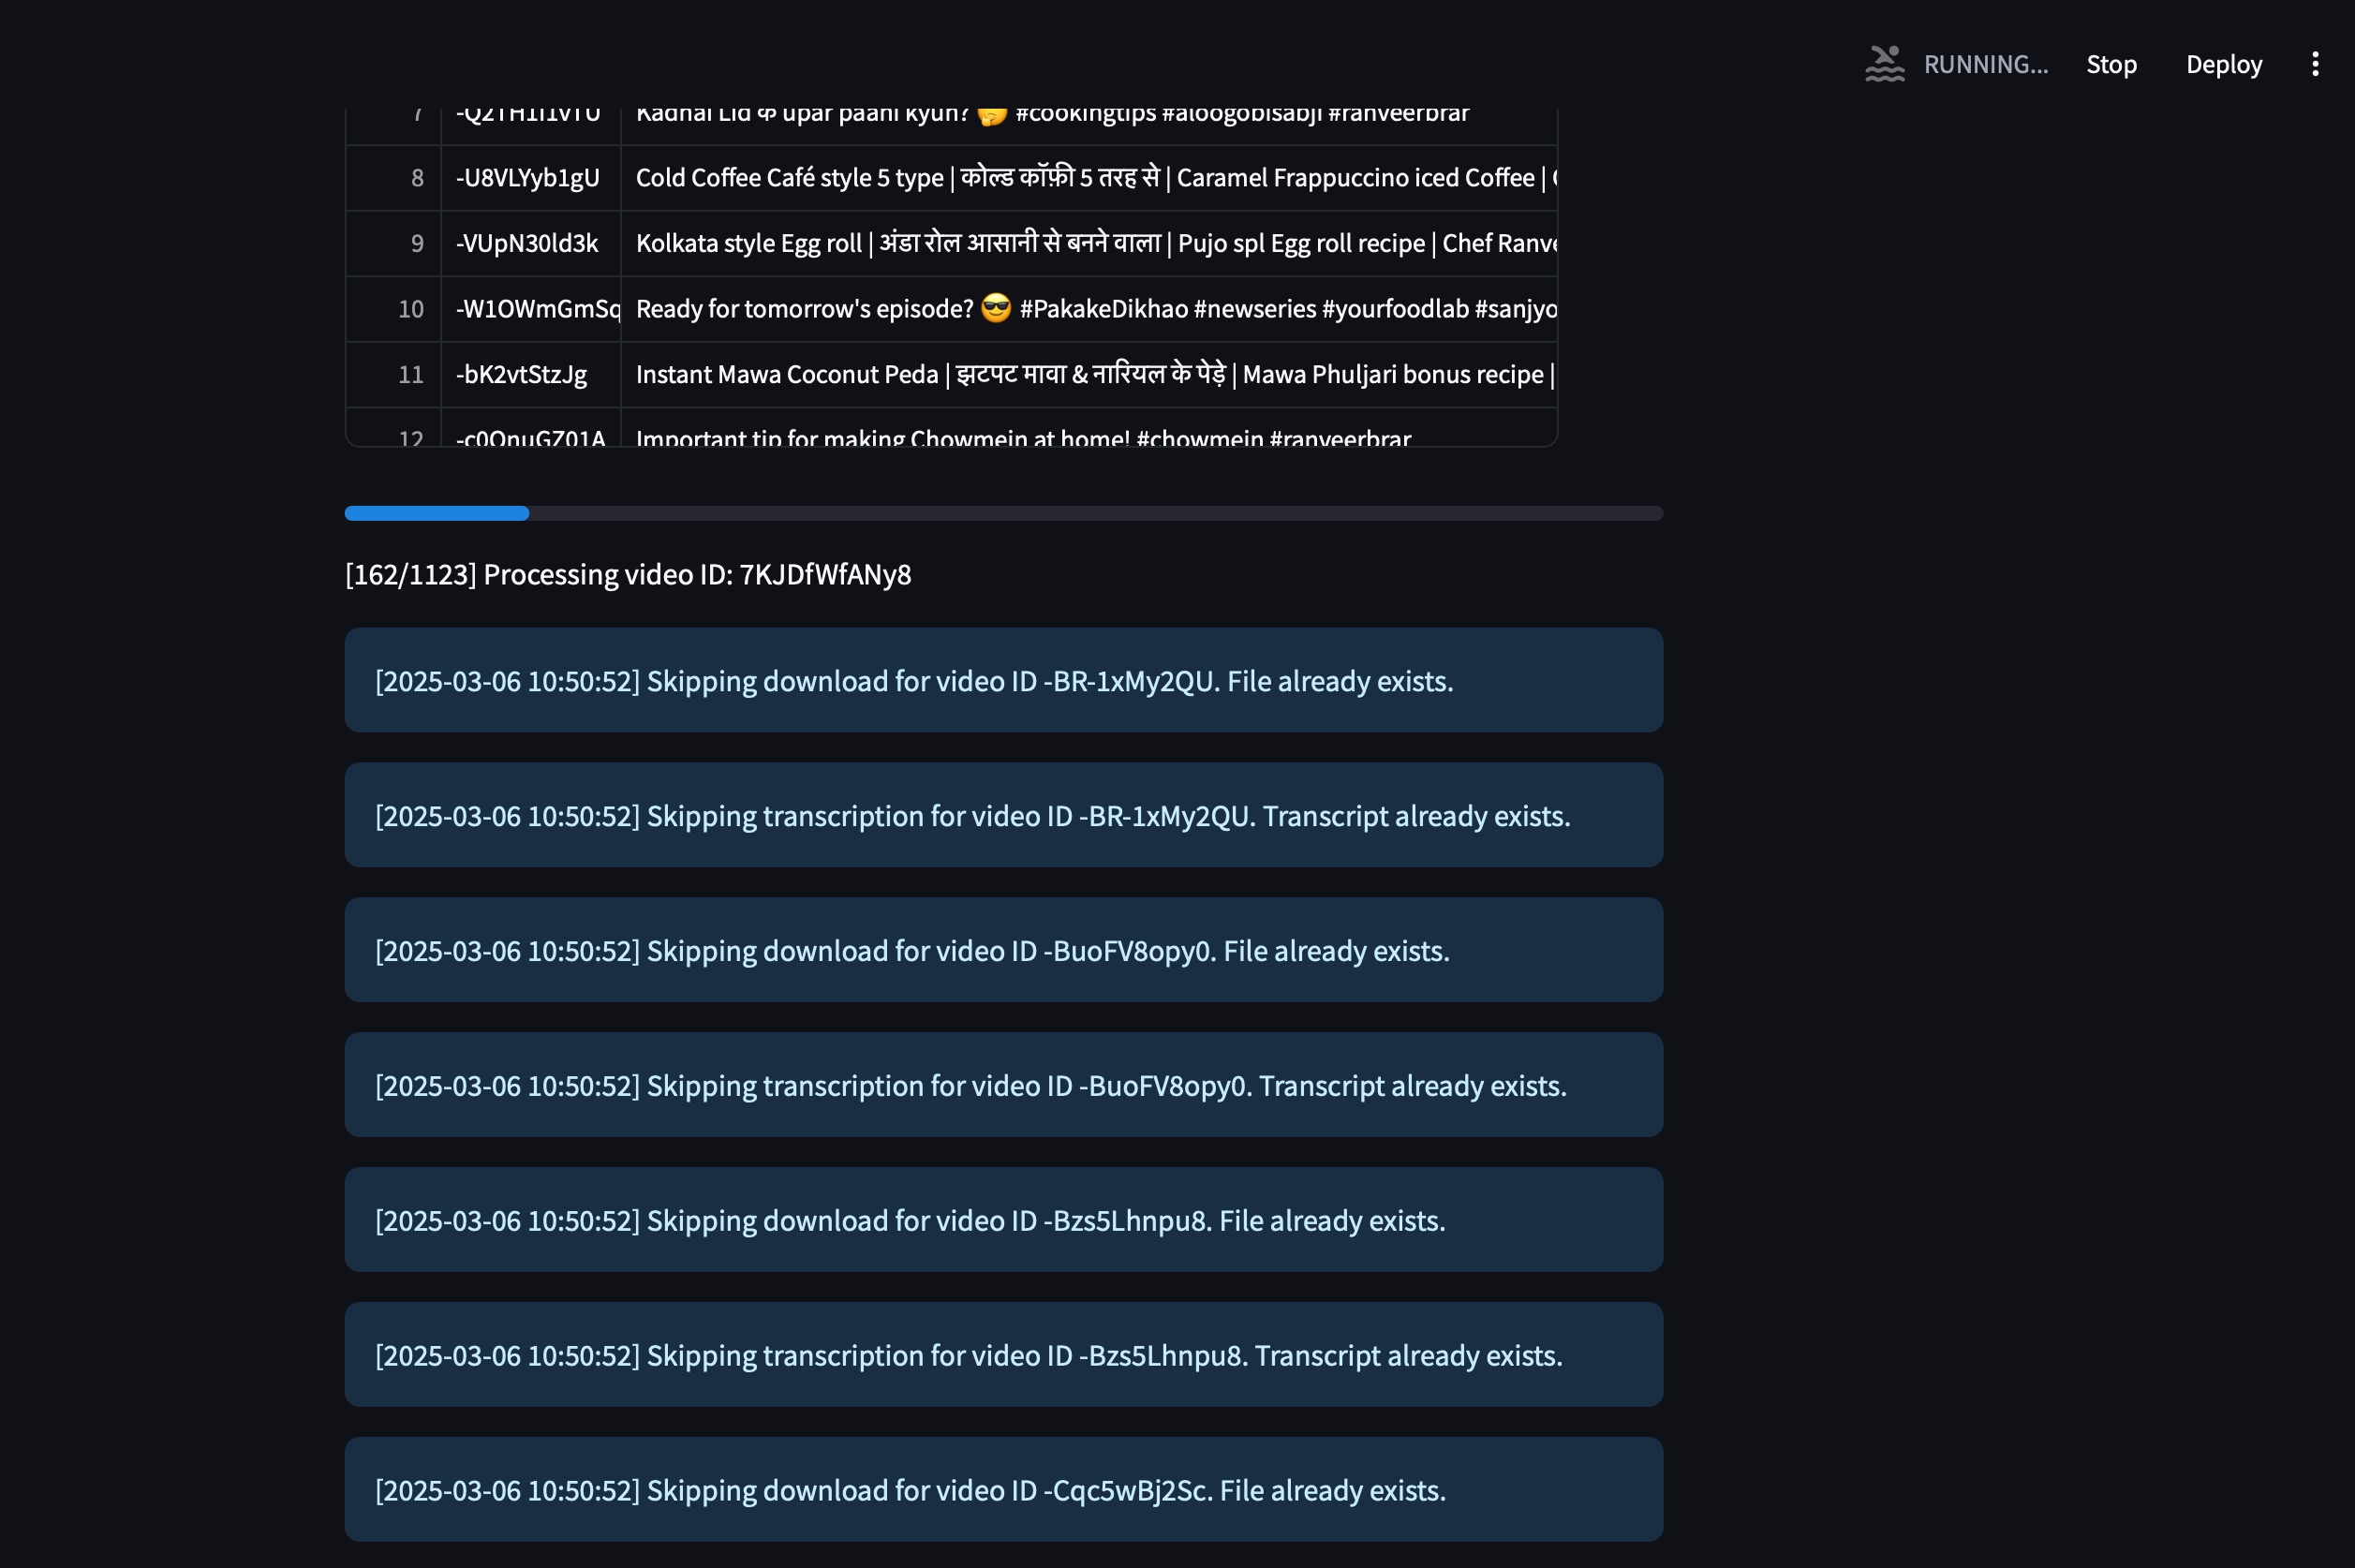 RUNNING... Stop Deploy
7 Kadhai Lid के upar paani kyun? 🤔 #cookingtips #aloogobisabji #ranveerbrar
8 -U8VLYyb1gU Cold Coffee Café style 5 type | कोल्ड कॉफ़ी 5 तरह से | Caramel Frappuccino iced Coffee |
9 -VUpN30ld3k Kolkata style Egg roll | अंडा रोल आसानी से बनने वाला | Pujo spl Egg roll recipe | Chef Ranve
10 -W1OWmGmSq Ready for tomorrow's episode? 😎 #PakakeDikhao #newseries #yourfoodlab #sanjyo
11 -bK2vtStzJg Instant Mawa Coconut Peda | झटपट मावा & नारियल के पेड़े | Mawa Phuljari bonus recipe |
12 -c0QnuGZ01A Important tip for making Chowmein at home! #chowmein #ranveerbrar
[162/1123] Processing video ID: 7KJDfWfANy8
[2025-03-06 10:50:52] Skipping download for video ID -BR-1xMy2QU. File already exists.
[2025-03-06 10:50:52] Skipping transcription for video ID -BR-1xMy2QU. Transcript already exists.
[2025-03-06 10:50:52] Skipping download for video ID -BuoFV8opy0. File already exists.
[2025-03-06 10:50:52] Skipping transcription for video ID -BuoFV8opy0. Transcript already exists.
[2025-03-06 10:50:52] Skipping download for video ID -Bzs5Lhnpu8. File already exists.
[2025-03-06 10:50:52] Skipping transcription for video ID -Bzs5Lhnpu8. Transcript already exists.
[2025-03-06 10:50:52] Skipping download for video ID -Cqc5wBj2Sc. File already exists.